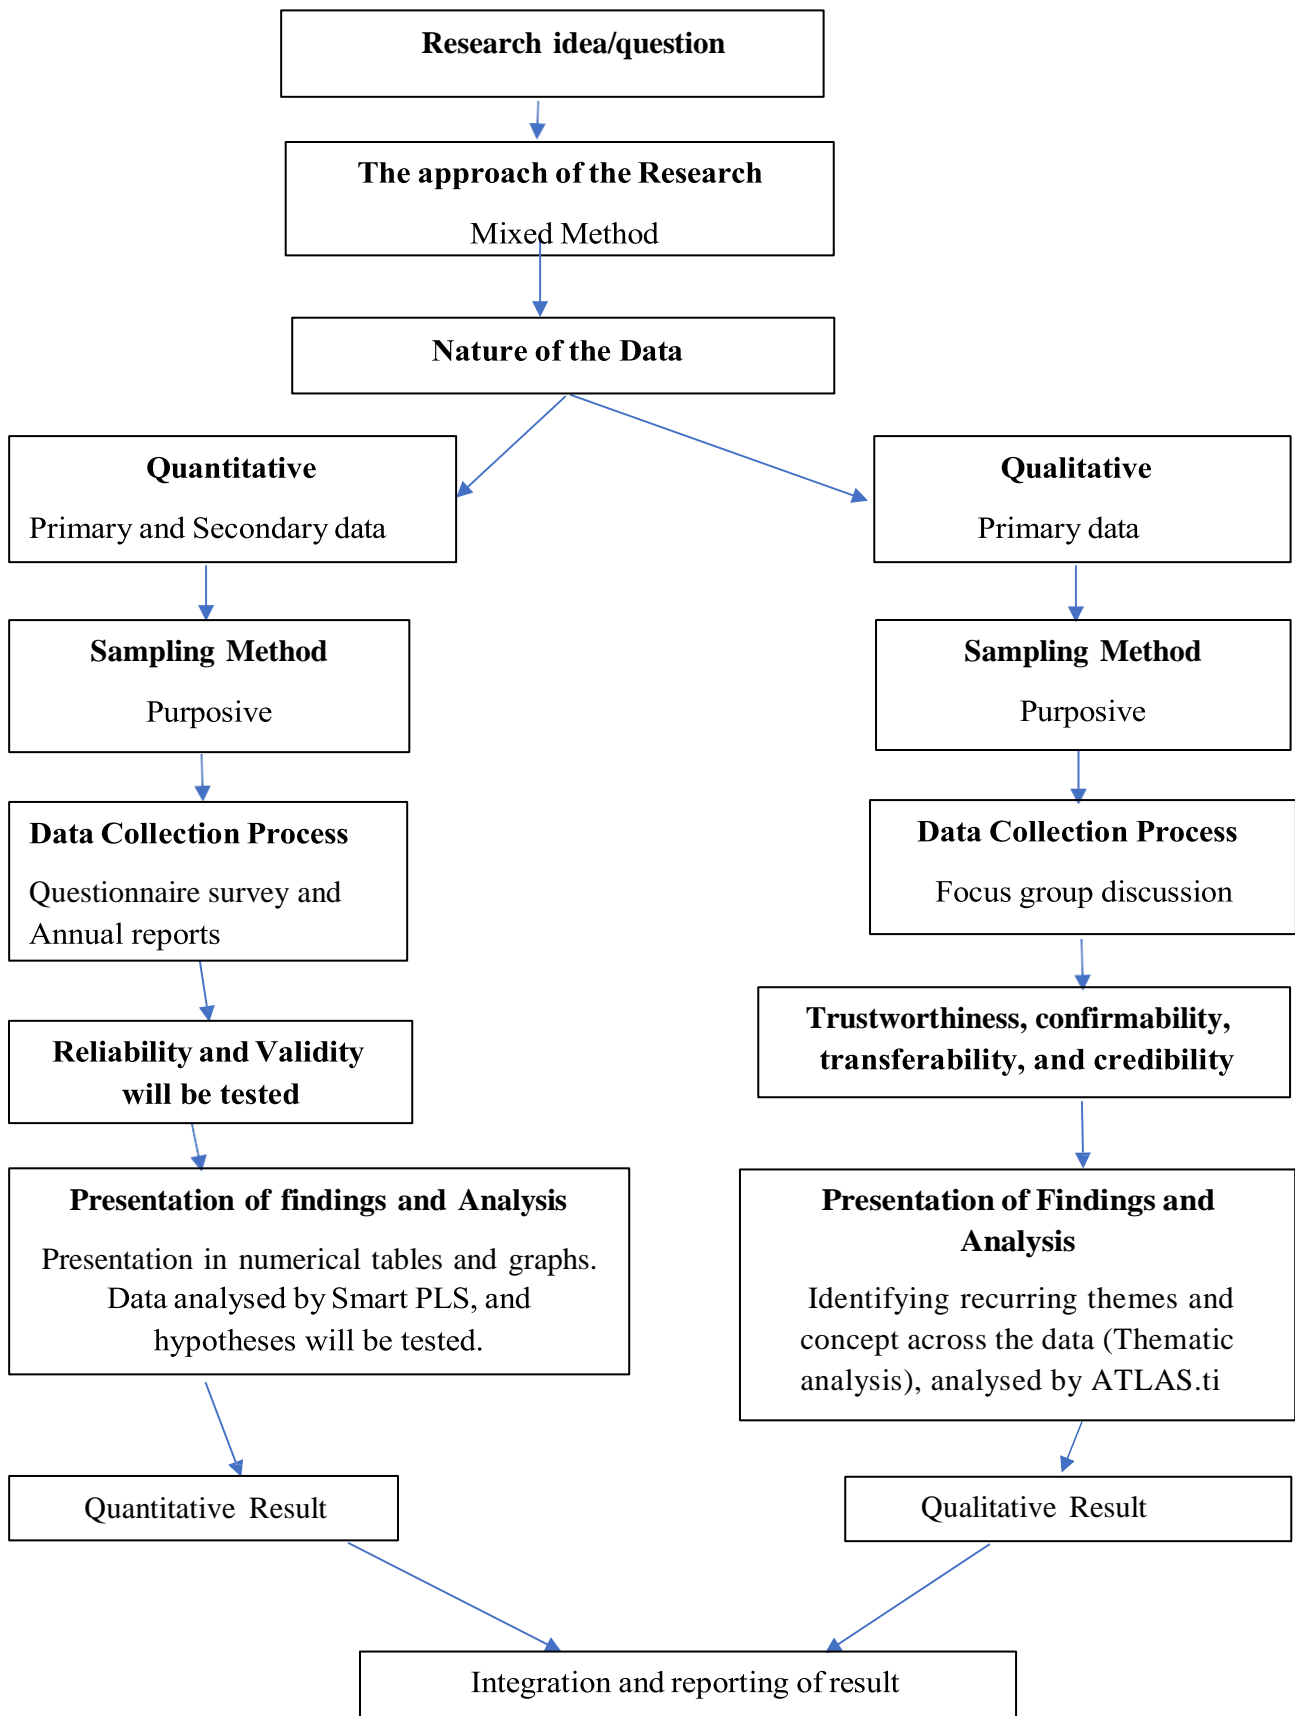 Research idea/question
The approach of the Research
Mixed Method
Nature of the Data
Quantitative
Primary and Secondary data
Qualitative
Primary data
Sampling Method
Purposive
Sampling Method
Purposive
Data Collection Process
Questionnaire survey and
Annual reports
Data Collection Process
Focus group discussion
Reliability and Validity
will be tested
Trustworthiness, confirmability,
transferability, and credibility
Presentation of findings and Analysis
Presentation in numerical tables and graphs.
Data analysed by Smart PLS, and
hypotheses will be tested.
Presentation of Findings and
Analysis
Identifying recurring themes and
concept across the data (Thematic
analysis), analysed by ATLAS.ti
Quantitative Result
Qualitative Result
Integration and reporting of result